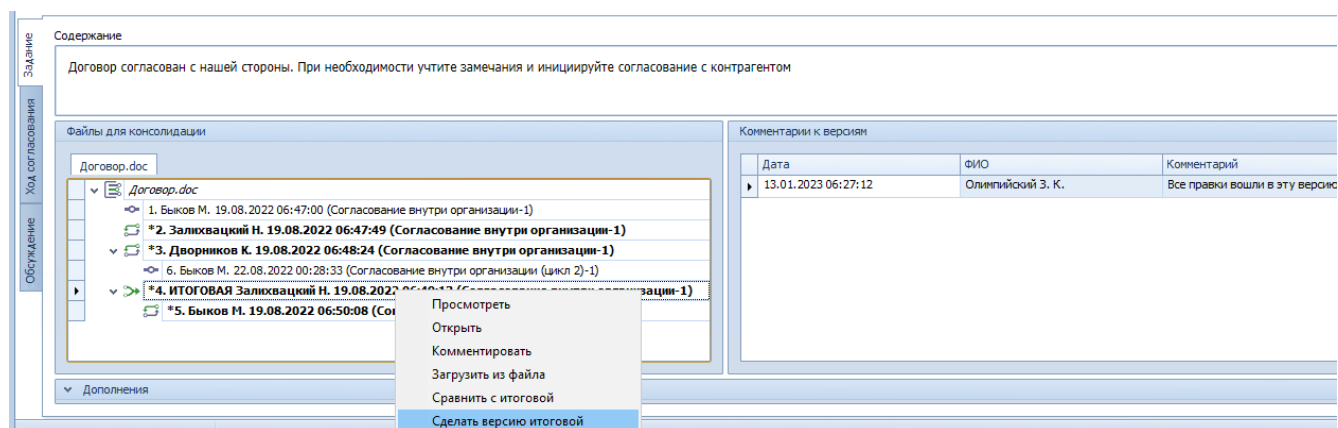 Задание
Ход согласования
Обсуждение
Содержание
Договор согласован с нашей стороны. При необходимости учтите замечания и инициируйте согласование с контрагентом
Файлы для консолидации
Договор.doc
Договор.doc
1. Быков М. 19.08.2022 06:47:00 (Согласование внутри организации-1)
*2. Залихвацкий Н. 19.08.2022 06:47:49 (Согласование внутри организации-1)
*3. Дворников К. 19.08.2022 06:48:24 (Согласование внутри организации-1)
6. Быков М. 22.08.2022 00:28:33 (Согласование внутри организации (цикл 2)-1)
*4. ИТОГОВАЯ Залихвацкий Н. 19.08.2022
*5. Быков М. 19.08.2022 06:50:08
Просмотреть
Открыть
Комментировать
Загрузить из файла
Сравнить с итоговой
Сделать версию итоговой
Комментарии к версиям
Дата ФИО Комментарий
13.01.2023 06:27:12 Олимпийский З. К. Все правки вошли в эту версию
Дополнения